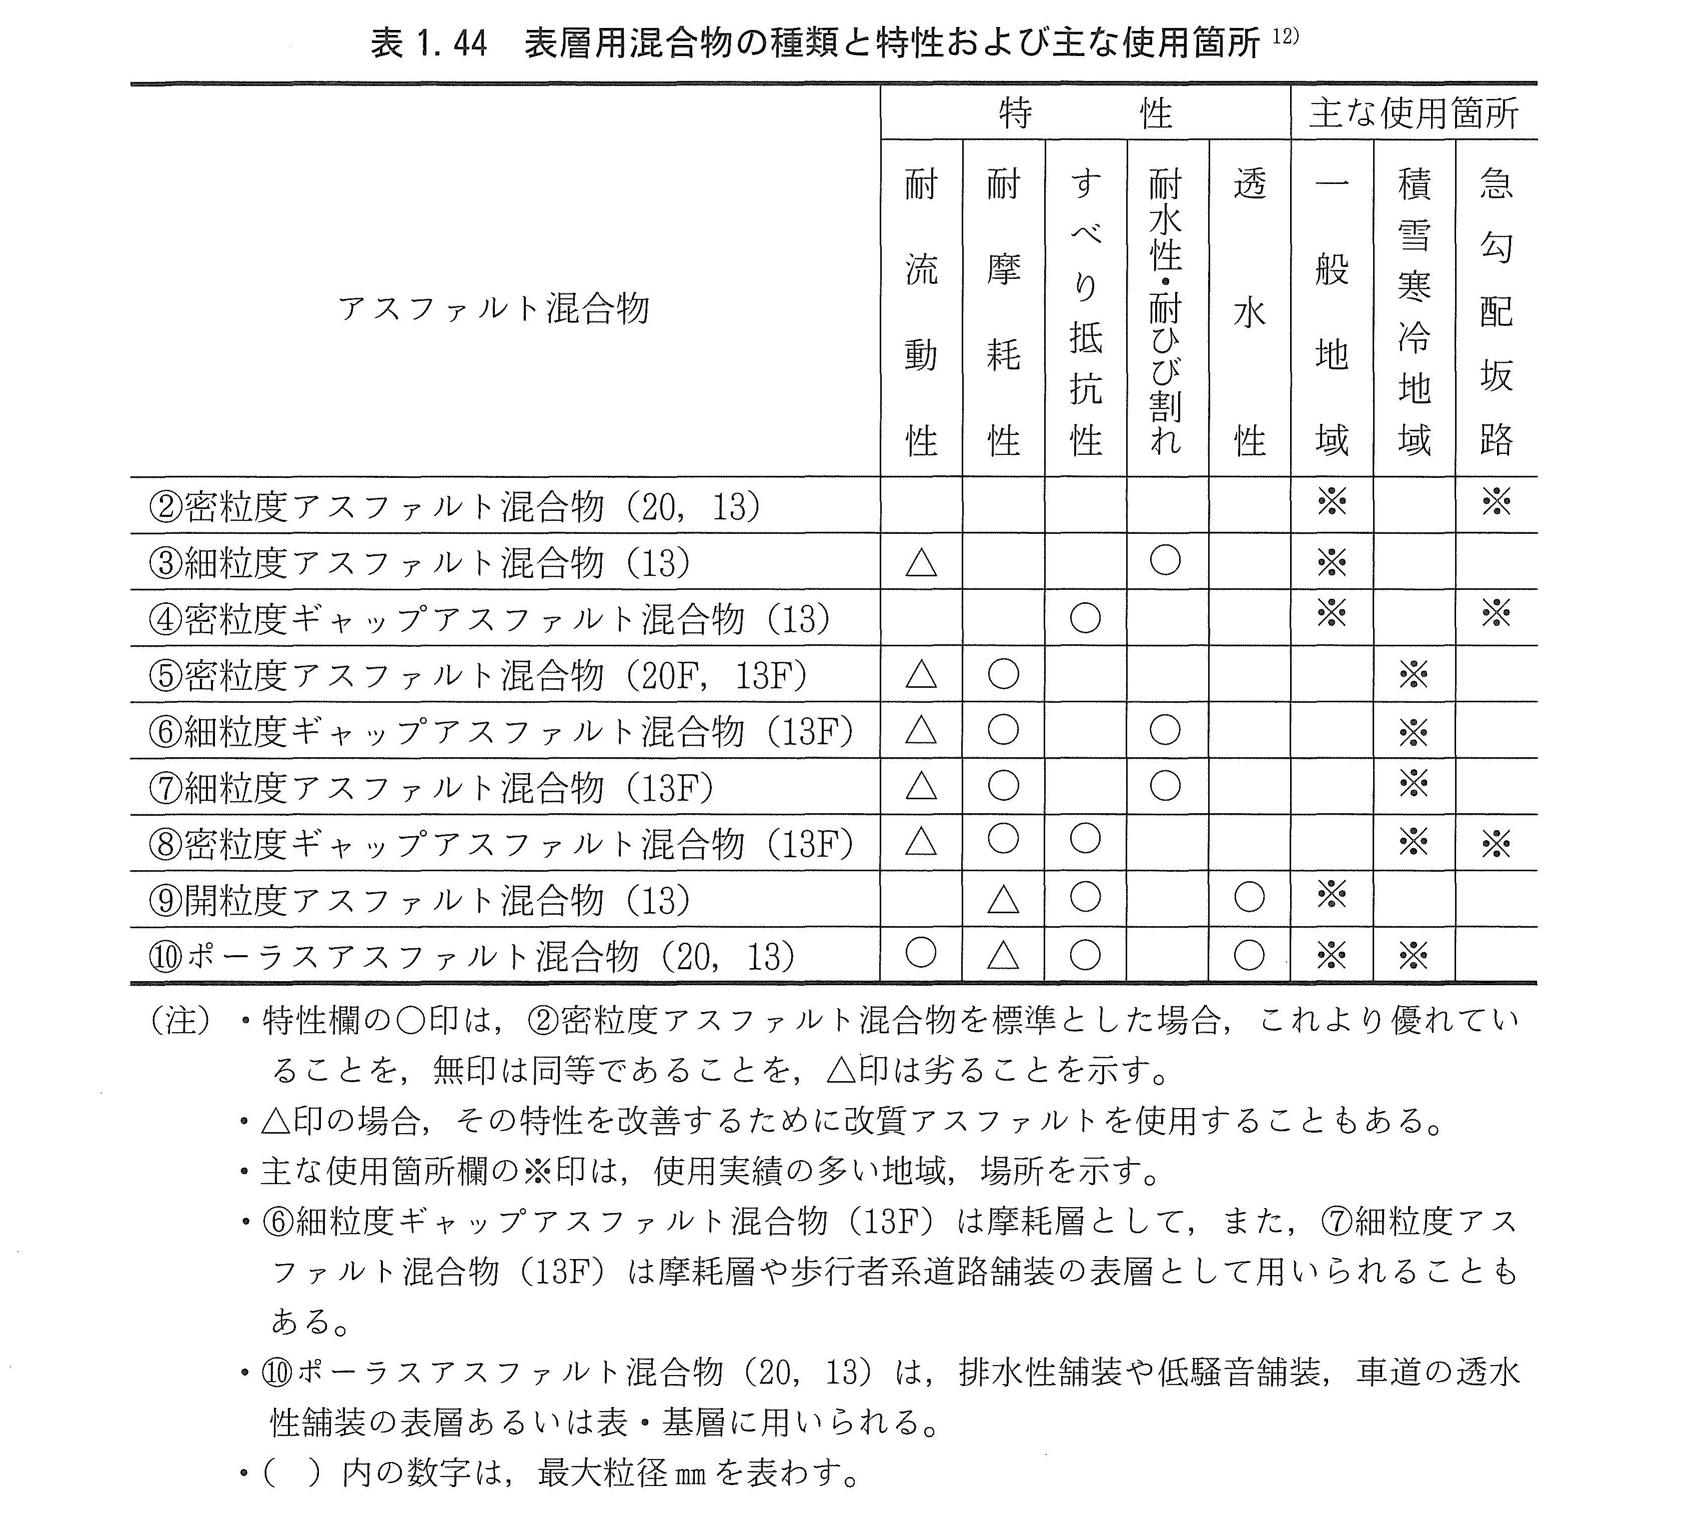 表 1. 44　表層用混合物の種類と特性および主な使用箇所 12)
特　性　主な使用箇所
アスファルト混合物　耐流動性　耐摩耗性　すべり抵抗性　耐水性・耐ひび割れ　透水性　一般地域　積雪寒冷地域　急勾配坂路
②密粒度アスファルト混合物（20，13）　※　※
③細粒度アスファルト混合物（13）　△　○　※
④密粒度ギャップアスファルト混合物（13）　○　※　※
⑤密粒度アスファルト混合物（20F，13F）　△　○　※
⑥細粒度ギャップアスファルト混合物（13F）　△　○　○　※
⑦細粒度アスファルト混合物（13F）　△　○　○　※
⑧密粒度ギャップアスファルト混合物（13F）　△　○　○　※　※
⑨開粒度アスファルト混合物（13）　△　○　○　※
⑩ポーラスアスファルト混合物（20，13）　○　△　○　○　※　※
（注）・特性欄の○印は，②密粒度アスファルト混合物を標準とした場合，これより優れてい
ることを，無印は同等であることを，△印は劣ることを示す。
・△印の場合，その特性を改善するために改質アスファルトを使用することもある。
・主な使用箇所欄の※印は，使用実績の多い地域，場所を示す。
・⑥細粒度ギャップアスファルト混合物（13F）は摩耗層として，また，⑦細粒度アス
ファルト混合物（13F）は摩耗層や歩行者系道路舗装の表層として用いられることも
ある。
・⑩ポーラスアスファルト混合物（20，13）は，排水性舗装や低騒音舗装，車道の透水
性舗装の表層あるいは表・基層に用いられる。
・（　）内の数字は，最大粒径㎜を表わす。